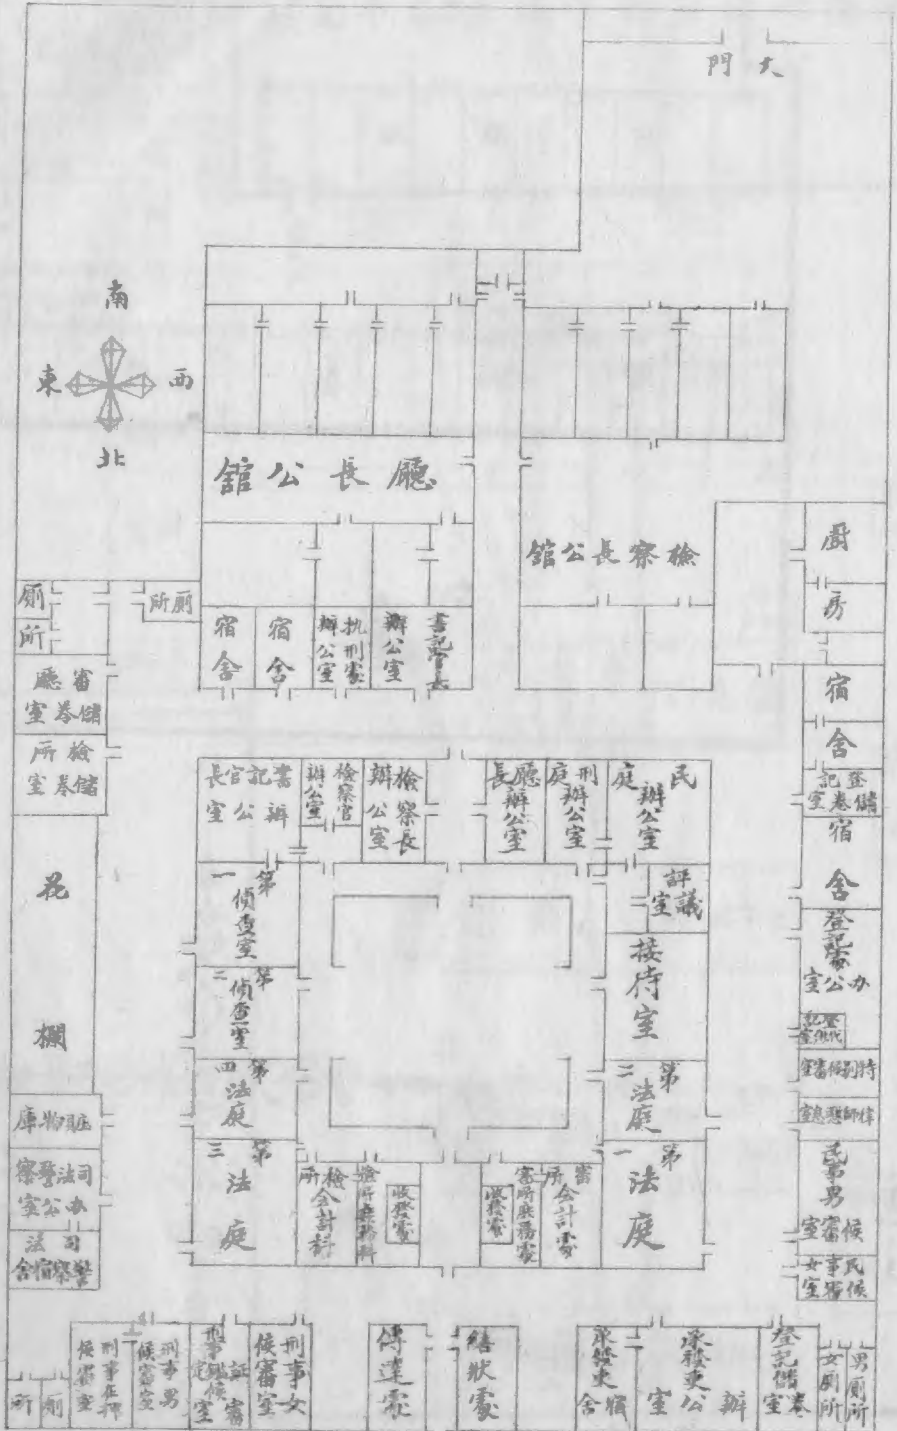 大門
南
東
西
北
廳長公舘
檢察長公舘
廚房
厠所
厠所
宿舍
宿舍
执刑處辦公室
書記官
辦公室
審廳儲卷室
檢所儲卷室
宿舍
登記儲卷室
宿舍
書記官長辦公室
檢察官辦公室
檢察長辦公室
廳長辦公室
刑庭辦公室
民庭辦公室
花欄
第一偵查室
評議室
接待室
登記處办公室
第二偵查室
特別候審室
第四法庭
第二法庭
律師憩息室
賍物庫
司法警察办公室
司法警察宿舍
第三法庭
檢所會計科
檢所庶務科
收發處
收發處
審所庶務處
審所會計處
第一法庭
民事男候審室
民事女候審室
厠所
刑事在押候審室
刑事男候審室
刑事女候審室
傳達處
繕狀處
承發吏宿舍
承發吏辦公室
登記儲卷室
女厠所
男厠所